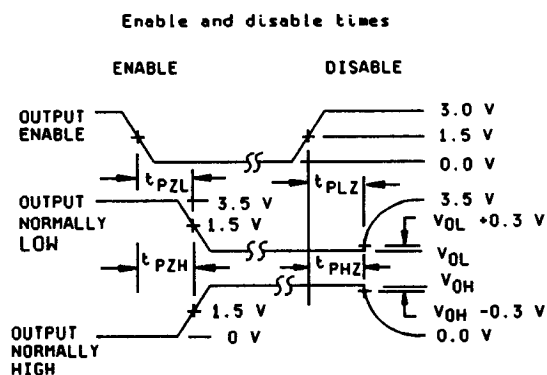 Enable and disable times
ENABLE DISABLE
OUTPUT
ENABLE
3.0 V
1.5 V
0.0 V
tPZL
tPLZ
OUTPUT
NORMALLY
LOW
3.5 V
1.5 V
3.5 V
VOL +0.3 V
VOL
tPZH
tPHZ
VOH
1.5 V
0 V
VOH -0.3 V
0.0 V
OUTPUT
NORMALLY
HIGH